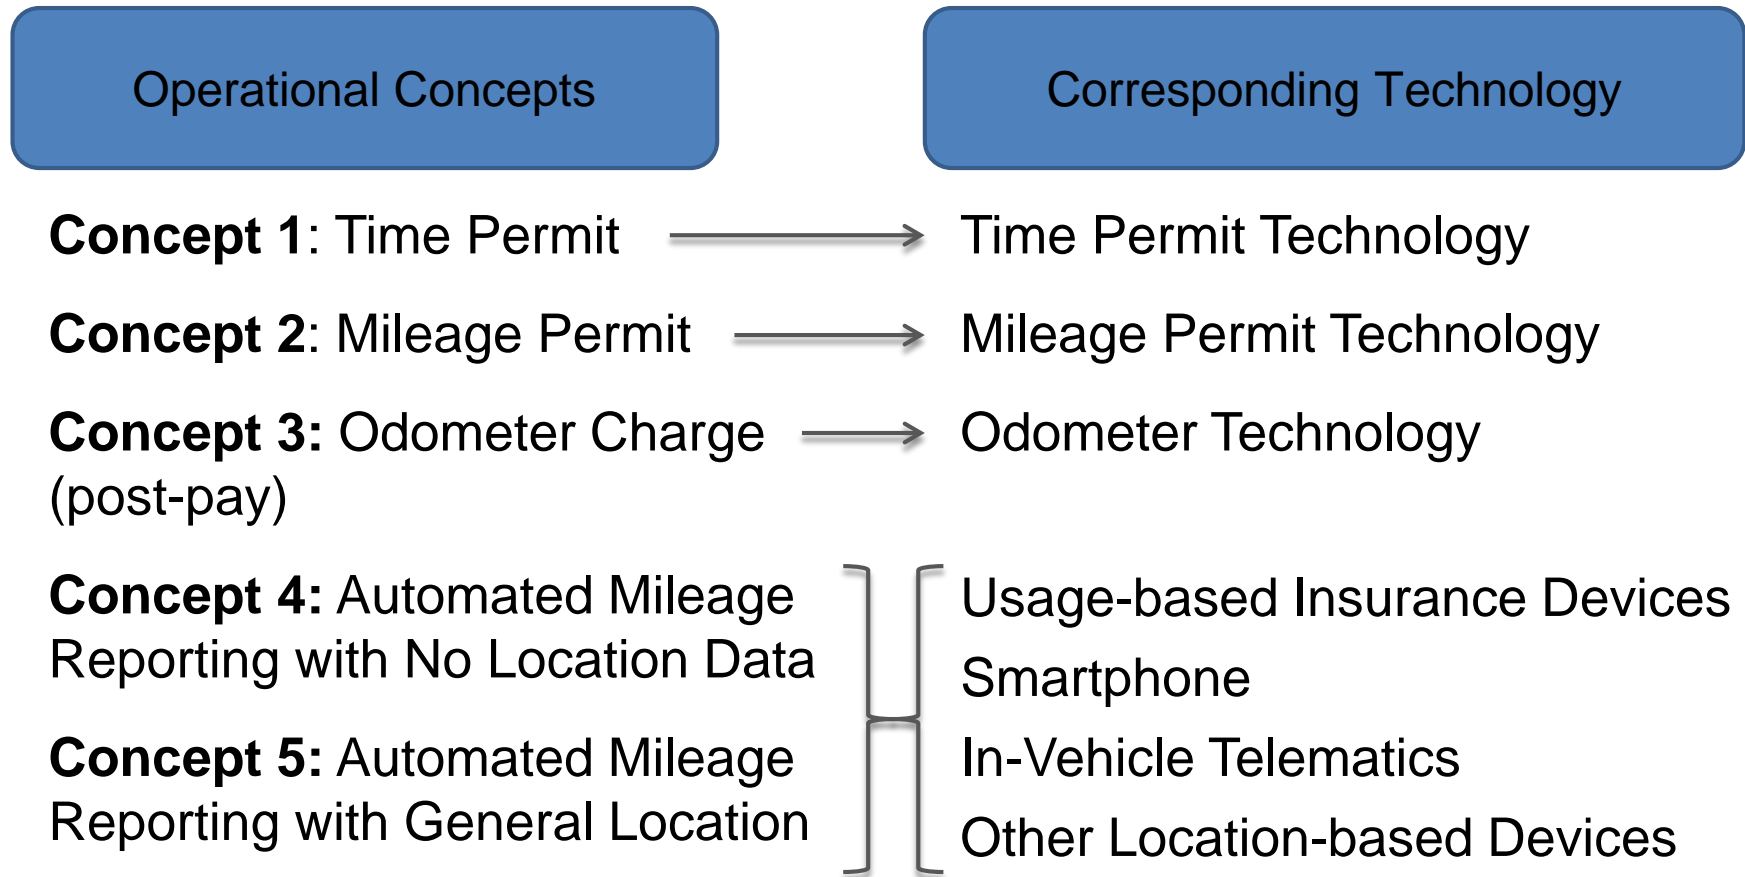 Operational Concepts
Corresponding Technology
Concept 1: Time Permit
Time Permit Technology
Concept 2: Mileage Permit
Mileage Permit Technology
Concept 3: Odometer Charge
(post-pay)
Odometer Technology
Concept 4: Automated Mileage
Reporting with No Location Data
Concept 5: Automated Mileage
Reporting with General Location
Usage-based Insurance Devices
Smartphone
In-Vehicle Telematics
Other Location-based Devices